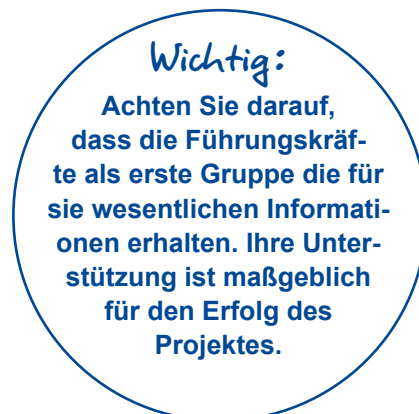 Wichtig:
Achten Sie darauf,
dass die Führungskräf-
te als erste Gruppe die für
sie wesentlichen Informati-
onen erhalten. Ihre Unter-
stützung ist maßgeblich
für den Erfolg des
Projektes.